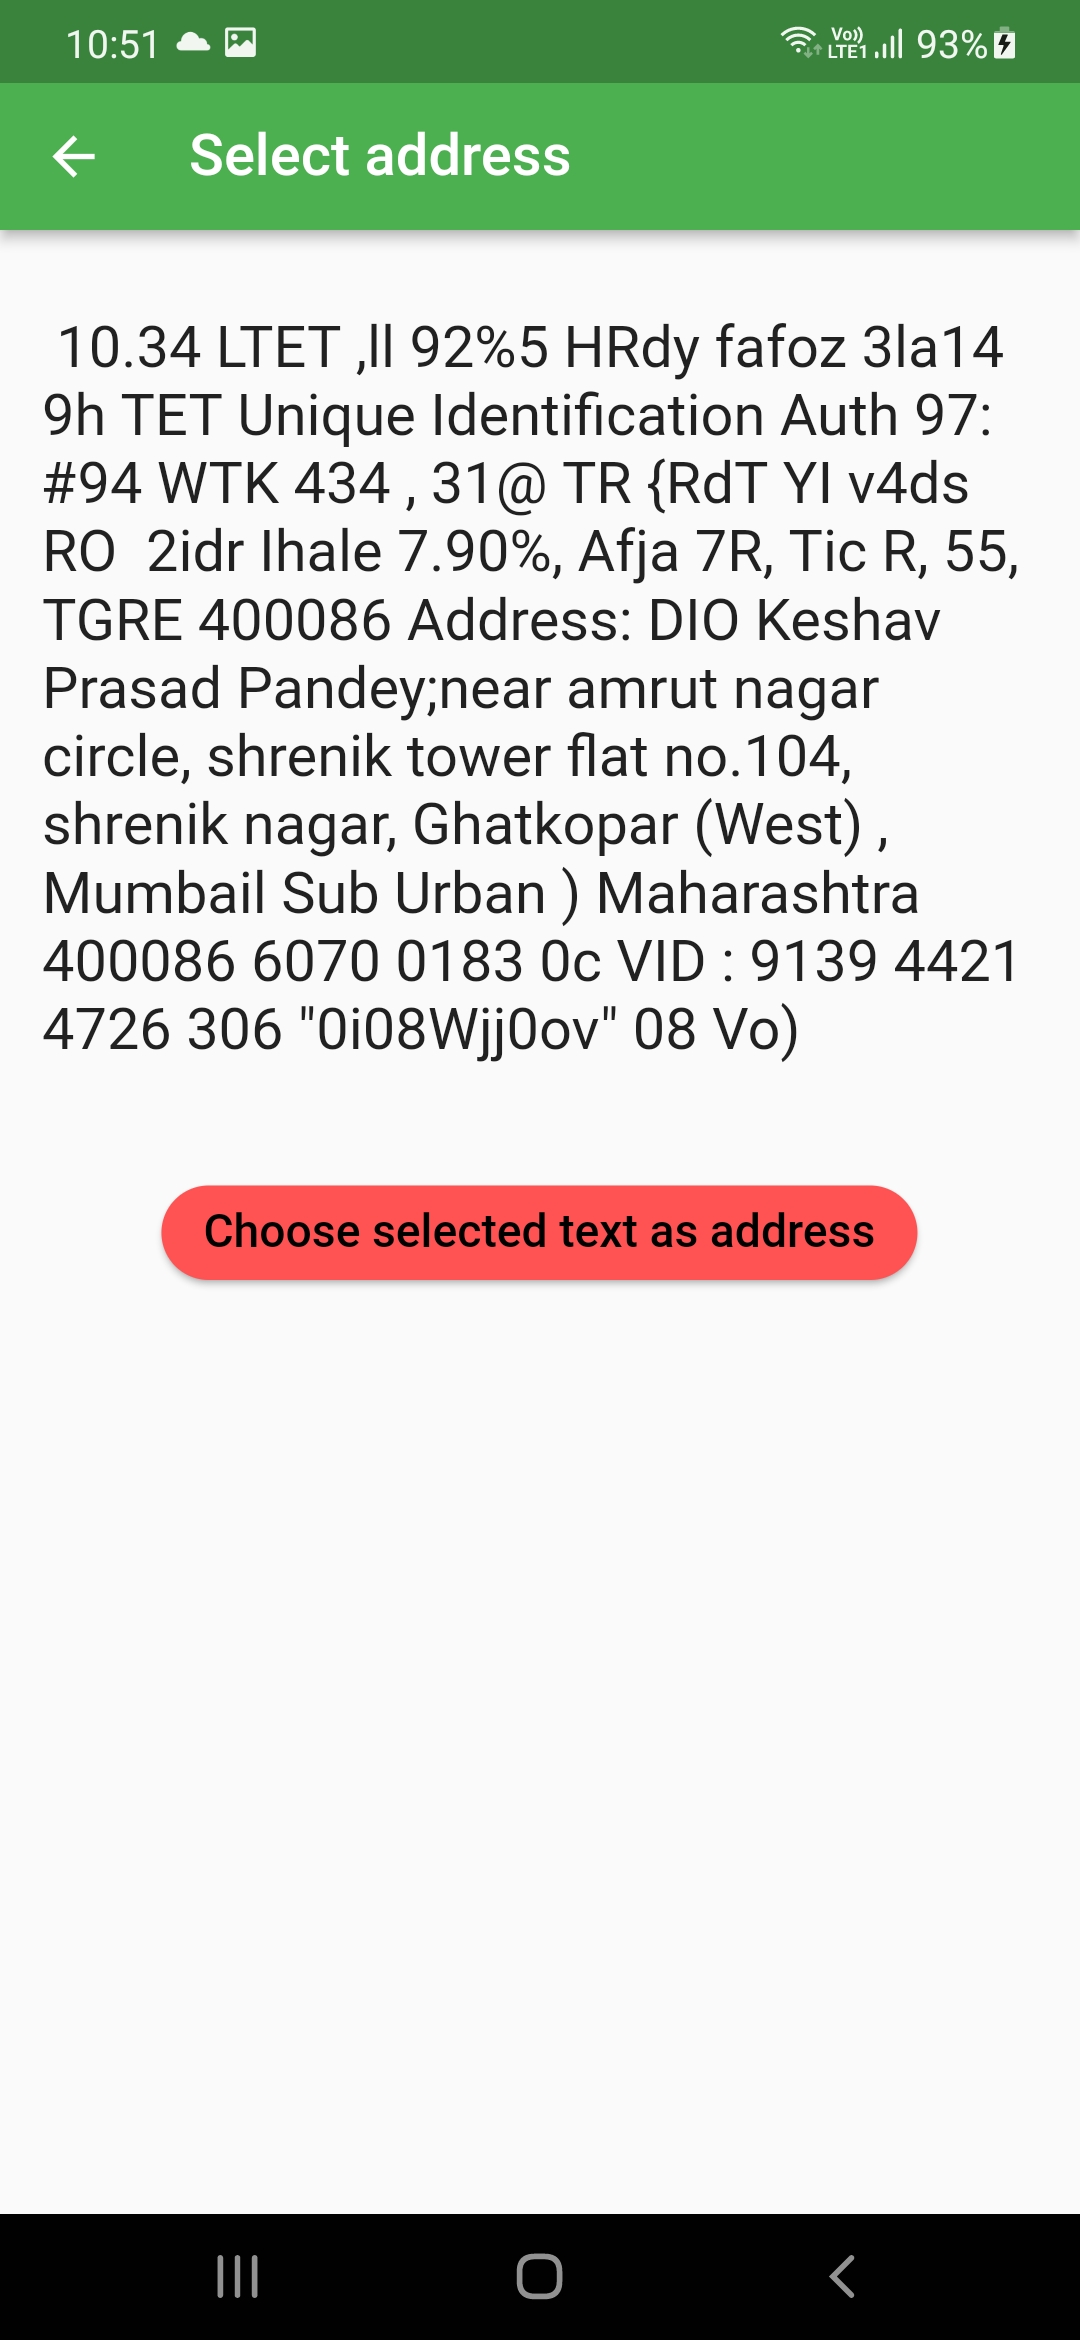 10:51 Vo)) LTE1 93%
Select address
10.34 LTET ,ll 92%5 HRdy fafoz 3la14
9h TET Unique Identification Auth 97:
#94 WTK 434 , 31@ TR {RdT YI v4ds
RO  2idr Ihale 7.90%, Afja 7R, Tic R, 55,
TGRE 400086 Address: DIO Keshav
Prasad Pandey;near amrut nagar
circle, shrenik tower flat no.104,
shrenik nagar, Ghatkopar (West) ,
Mumbail Sub Urban ) Maharashtra
400086 6070 0183 0c VID : 9139 4421
4726 306 "0i08Wjj0ov" 08 Vo)
Choose selected text as address